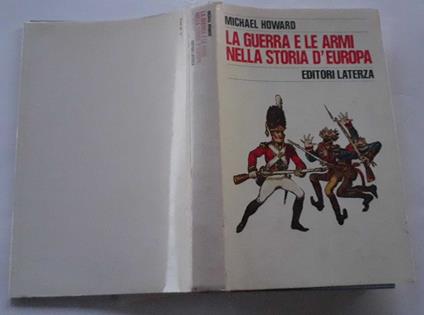 MICHAEL HOWARD
LA GUERRA E LE ARMI
NELLA STORIA D'EUROPA
EDITORI LATERZA